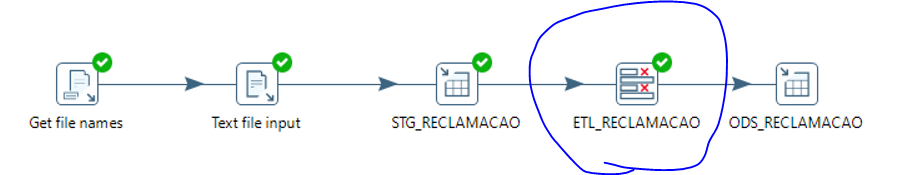 Get file names
Text file input
STG_RECLAMACAO
ETL_RECLAMACAO
ODS_RECLAMACAO